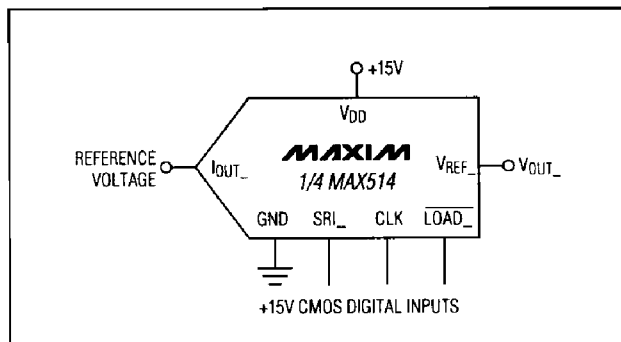 +15V
VDD
REFERENCE
VOLTAGE
IOUT_
MAXIM
1/4 MAX514
VREF_
VOUT_
GND SRI_ CLK LOAD_
+15V CMOS DIGITAL INPUTS